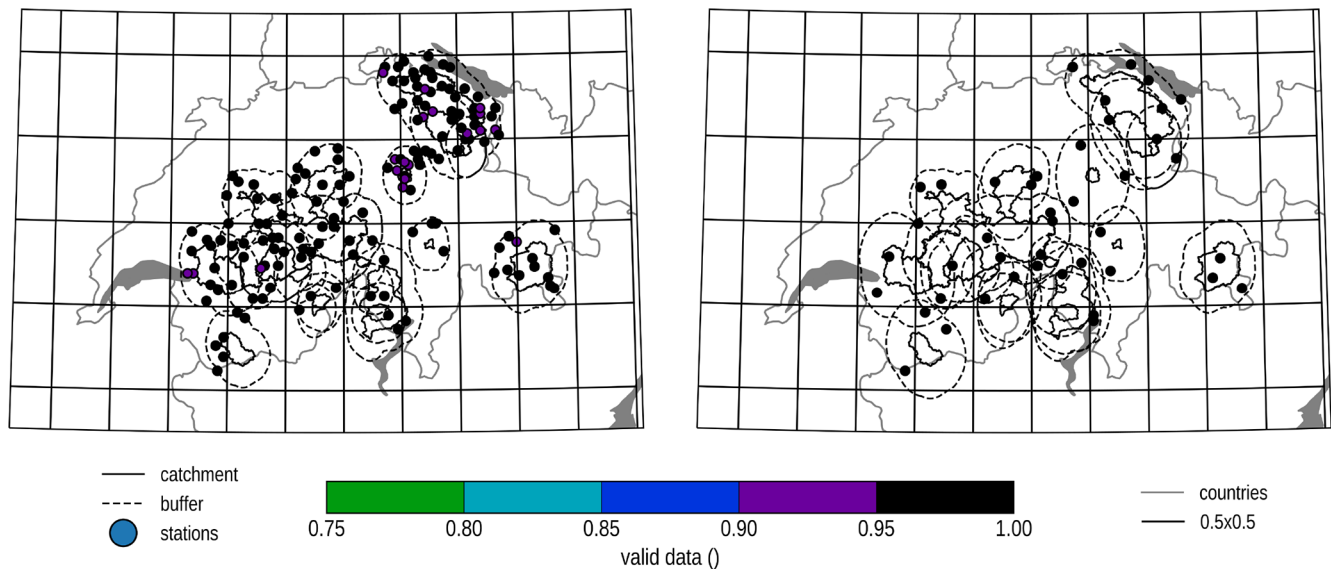 catchment
buffer
stations
0.75 0.80 0.85 0.90 0.95 1.00
valid data ()
countries
0.5x0.5